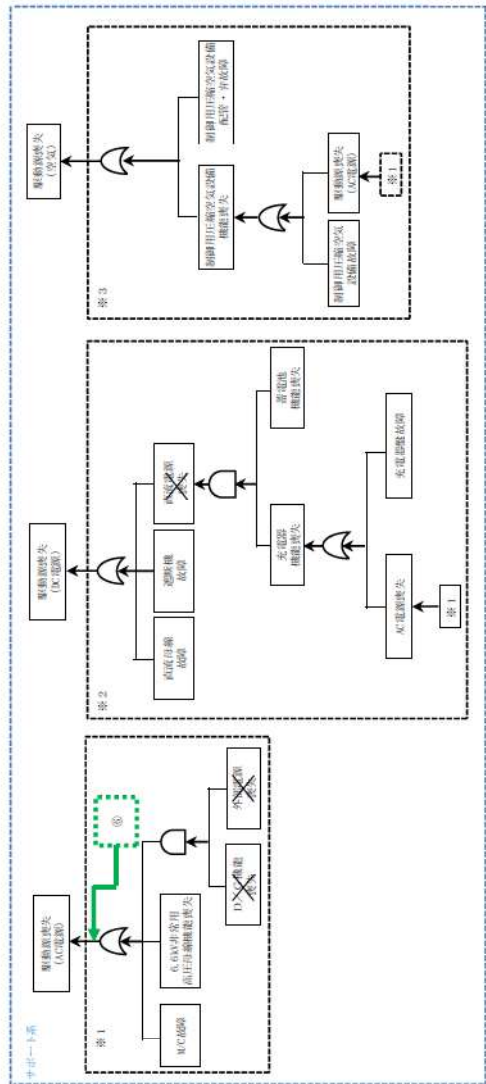 サポート系
駆動源喪失
(AC電源)
※1
⑥
M/C故障
6.6kV非常用
高圧母線機能喪失
D/G機能
喪失
外部電源
喪失
駆動源喪失
(DC電源)
※2
直流母線
故障
遮断機
故障
直流電源
喪失
充電器
機能喪失
蓄電池
機能喪失
AC電源喪失
充電器盤故障
※1
駆動源喪失
(空気)
※3
制御用圧縮空気設備
機能喪失
制御用圧縮空気設備
配管・弁故障
制御用圧縮空気
設備故障
駆動源喪失
(AC電源)
※1